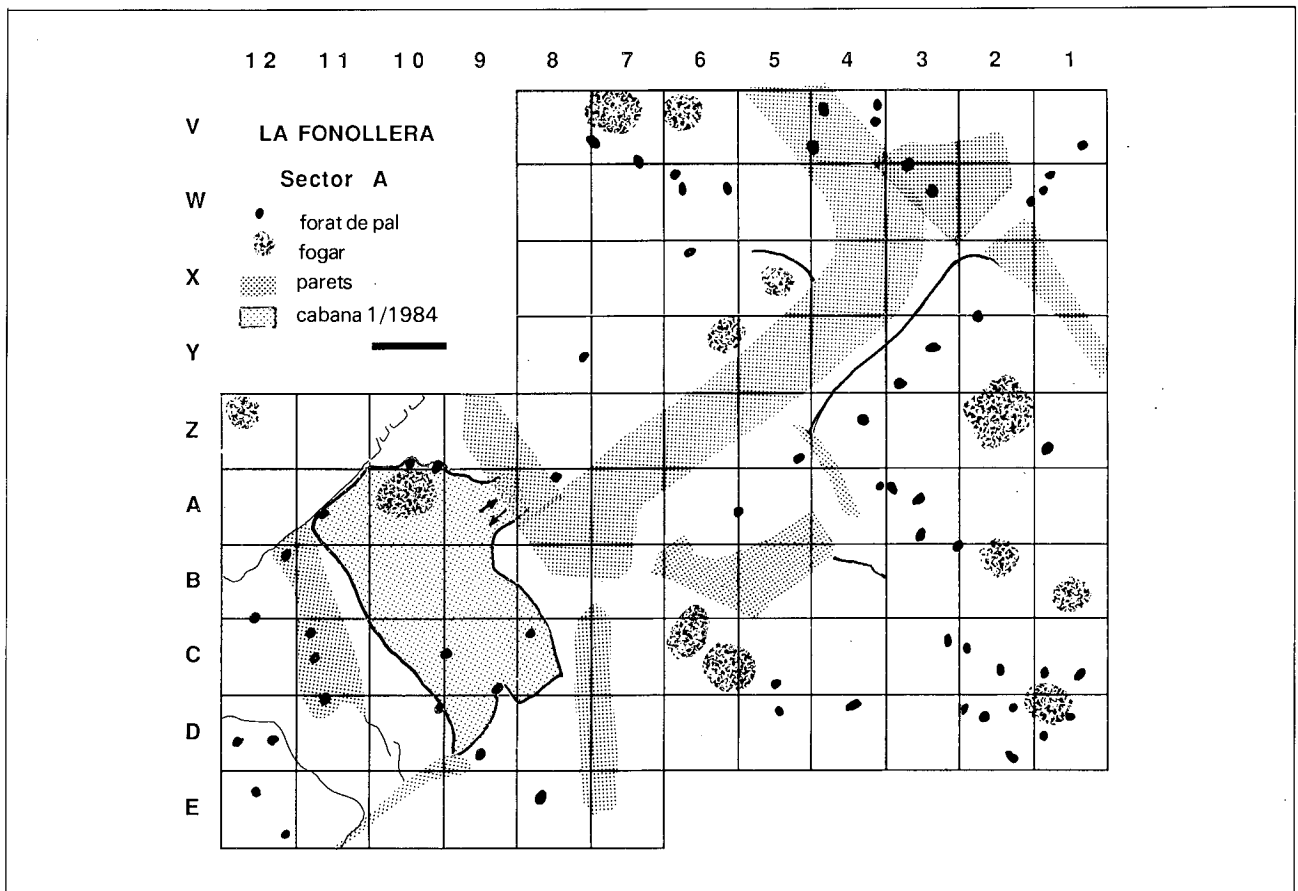 12 11 10 9 8 7 6 5 4 3 2 1
V
LA FONOLLERA
Sector A
W
forat de pal
fogar
X
parets
cabana 1/1984
Y
Z
A
B
C
D
E